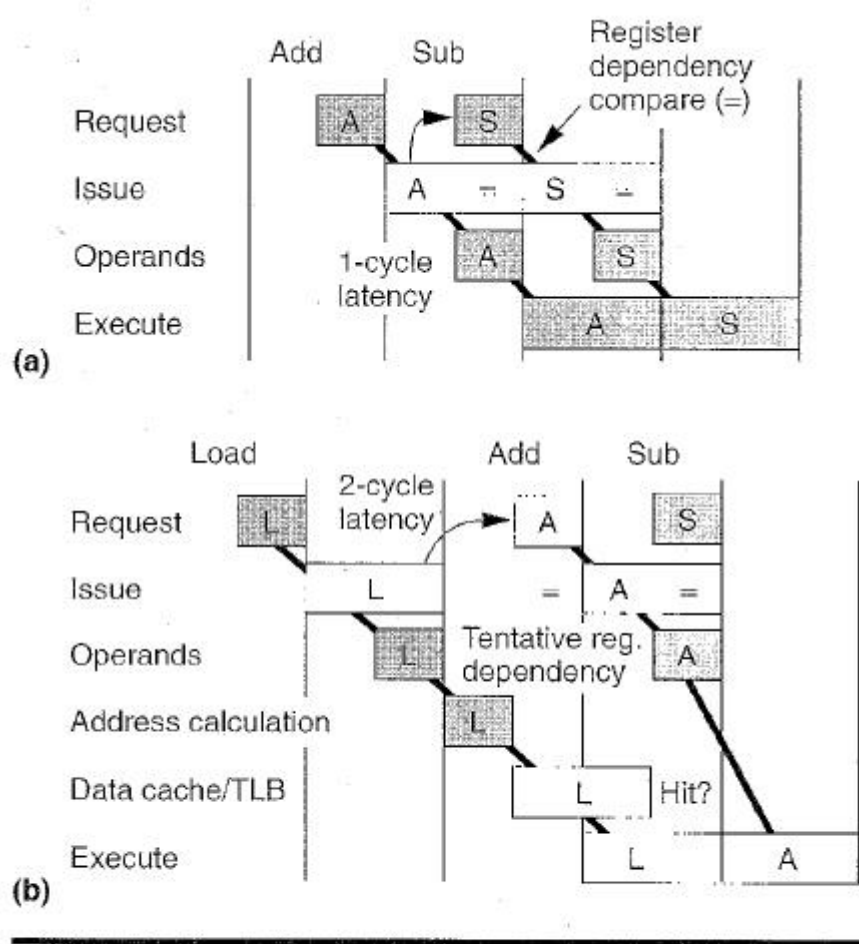 Add Sub
Register
dependency
compare (=)
Request A S
Issue A = S =
Operands A S
1-cycle
latency
Execute A S
(a)
Load Add Sub
2-cycle
latency
Request L A S
Issue L = A =
Operands L A
Tentative reg.
dependency
Address calculation L
Data cache/TLB L Hit?
Execute L A
(b)